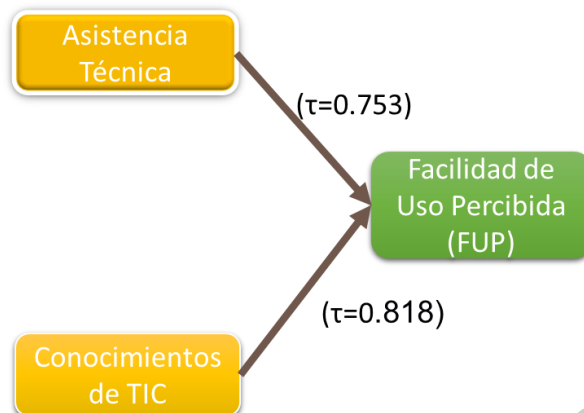 Asistencia
Técnica
(τ=0.753)
Facilidad de
Uso Percibida
(FUP)
(τ=0.818)
Conocimientos
de TIC